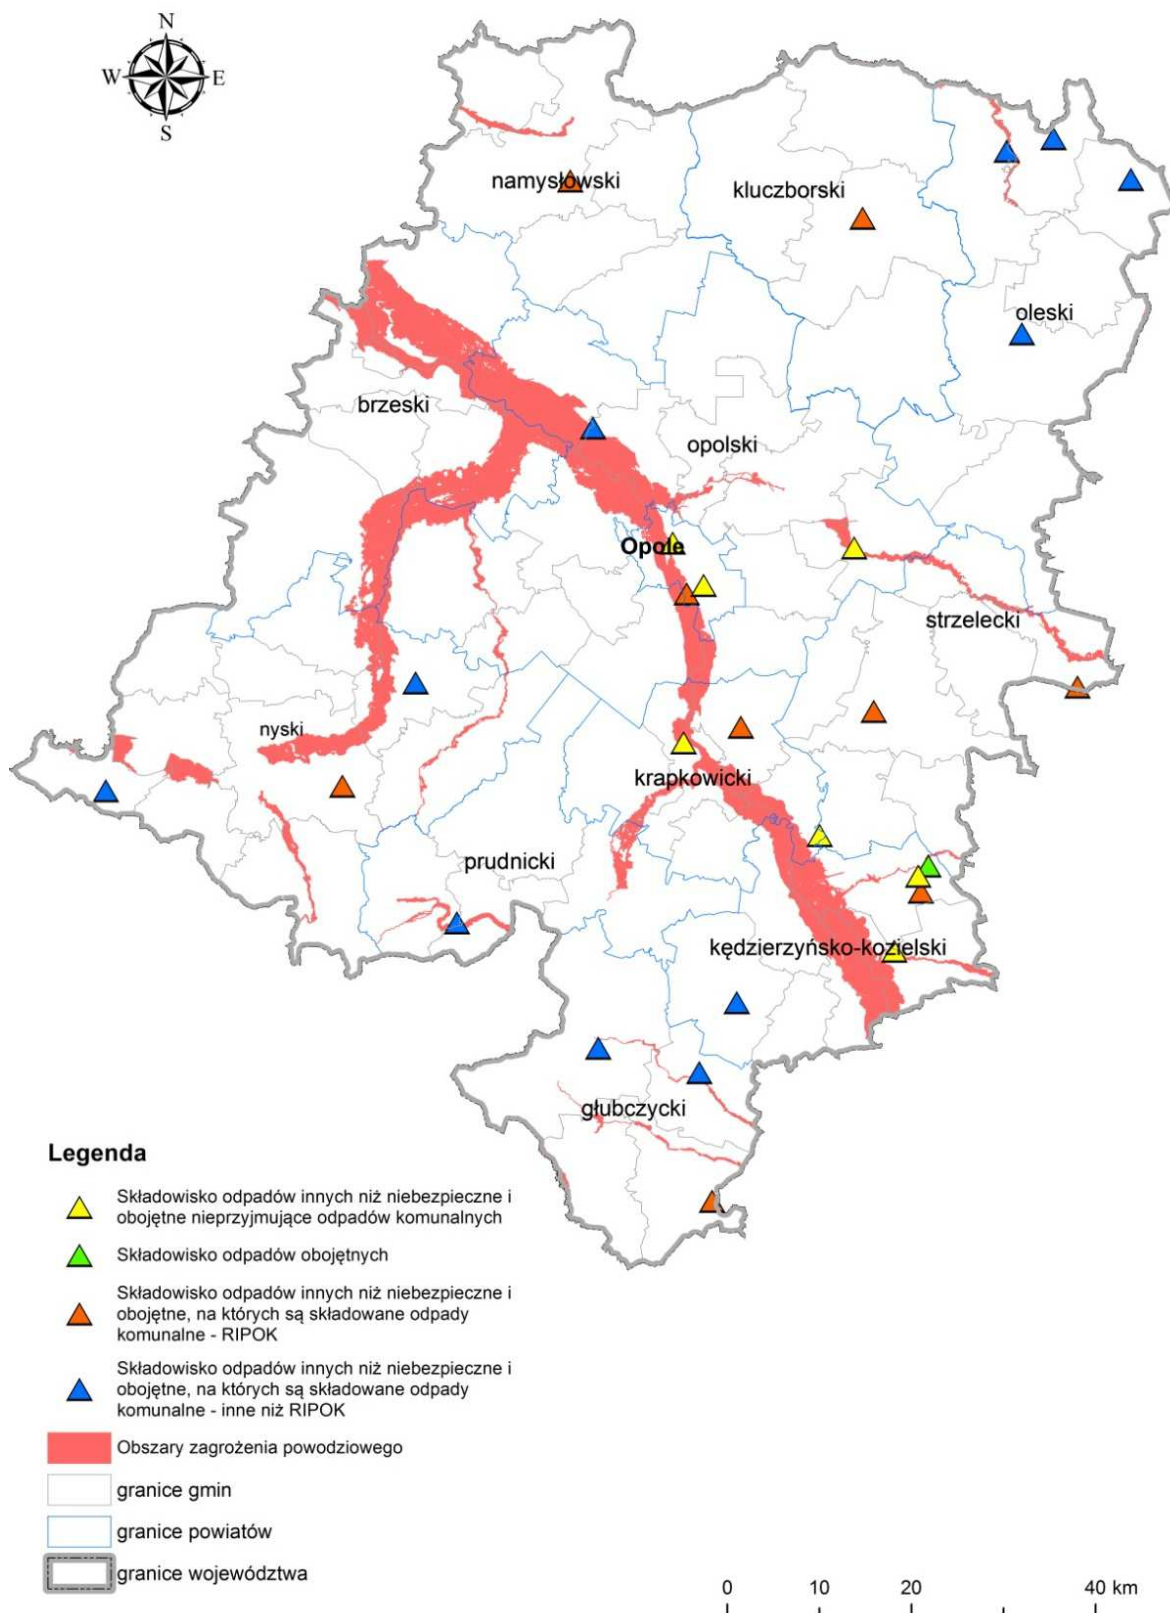 N
W
E
S
namysłowski
kluczborski
oleski
brzeski
opolski
Opole
strzelecki
nyski
krapkowicki
prudnicki
kędzierzyńsko-kozielski
głubczycki
Legenda
Składowisko odpadów innych niż niebezpieczne i
obojętne nieprzyjmujące odpadów komunalnych
Składowisko odpadów obojętnych
Składowisko odpadów innych niż niebezpieczne i
obojętne, na których są składowane odpady
komunalne - RIPOK
Składowisko odpadów innych niż niebezpieczne i
obojętne, na których są składowane odpady
komunalne - inne niż RIPOK
Obszary zagrożenia powodziowego
granice gmin
granice powiatów
granice województwa
0 10 20 40 km